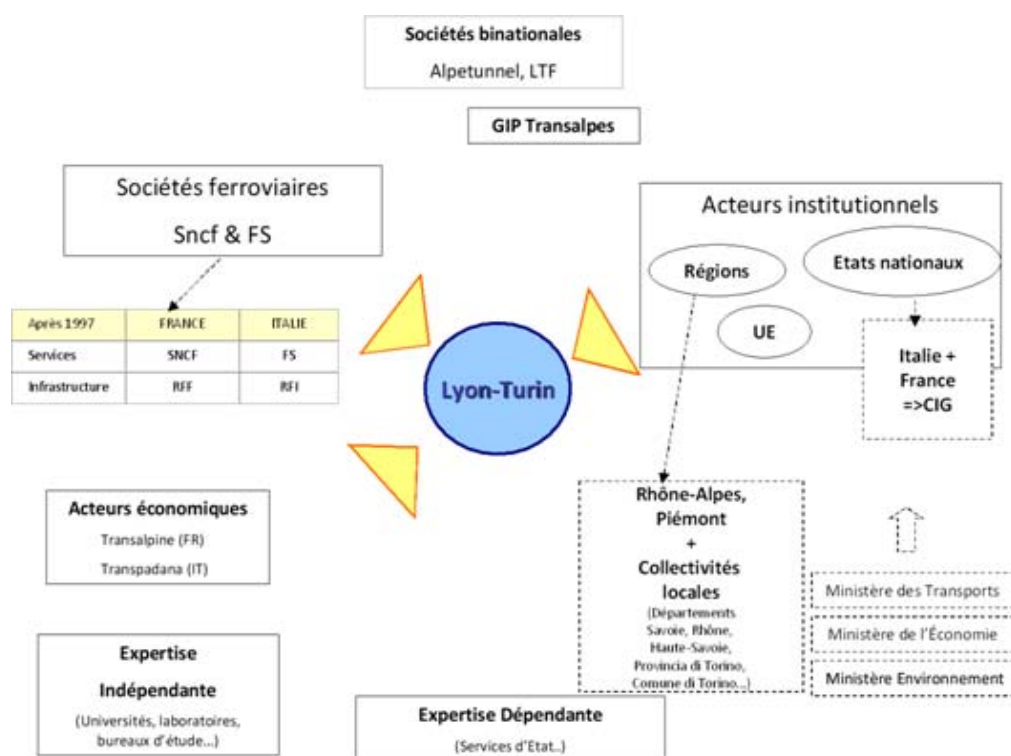 Sociétés binationales
Alpetunnel, LTF
GIP Transalpes
Sociétés ferroviaires
Sncf & FS
Après 1997 FRANCE ITALIE
Services SNCF FS
Infrastructure RFF RFI
Acteurs institutionnels
Régions
Etats nationaux
UE
Italie +
France
=>CIG
Lyon-Turin
Acteurs économiques
Transalpine (FR)
Transpadana (IT)
Rhône-Alpes,
Piémont
+
Collectivités
locales
(Départements
Savoie, Rhône,
Haute-Savoie,
Provincia di Torino,
Comune di Torino...)
Ministère des Transports
Ministère de l'Économie
Ministère Environnement
Expertise
Indépendante
(Universités, laboratoires,
bureaux d'étude...)
Expertise Dépendante
(Services d'Etat..)